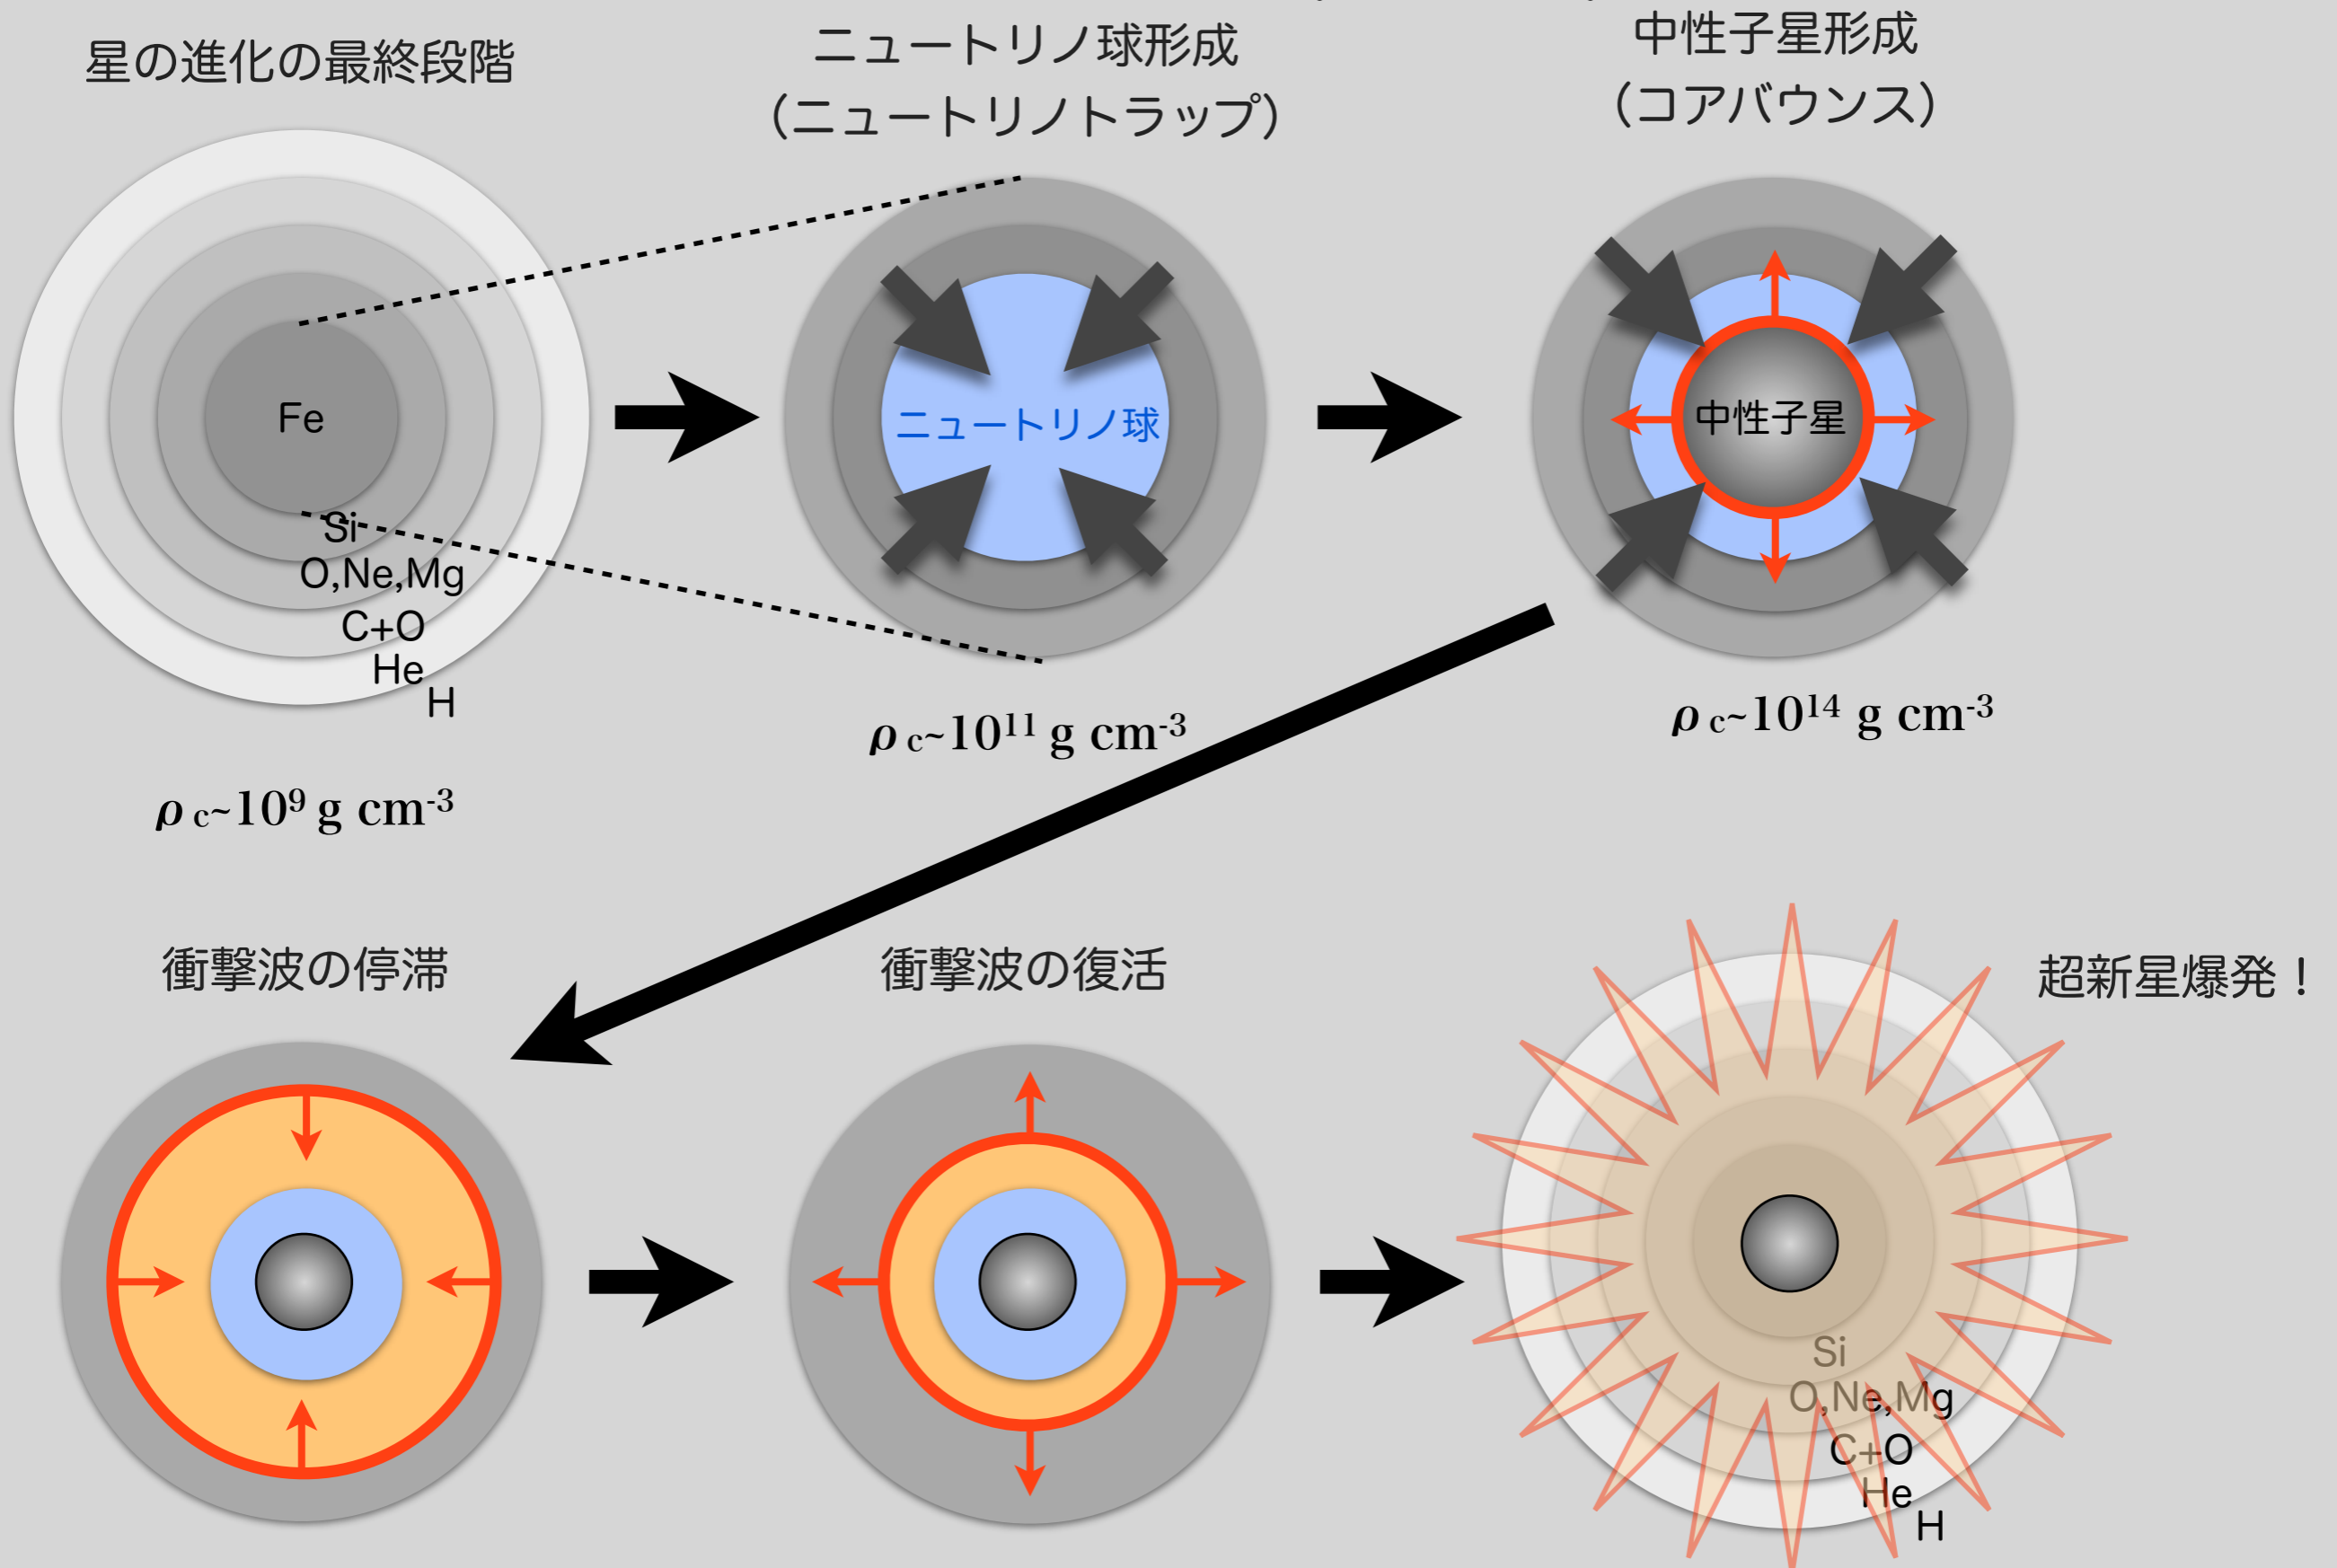 星の進化の最終段階
ニュートリノ球形成
（ニュートリノトラップ）
中性子星形成
（コアバウンス）
Fe
Si
O,Ne,Mg
C+O
He
H
ニュートリノ球
中性子星
ρ c~10⁹ g cm⁻³
ρ c~10¹¹ g cm⁻³
ρ c~10¹⁴ g cm⁻³
衝撃波の停滞
衝撃波の復活
超新星爆発！
Si
O,Ne,Mg
C+O
He
H